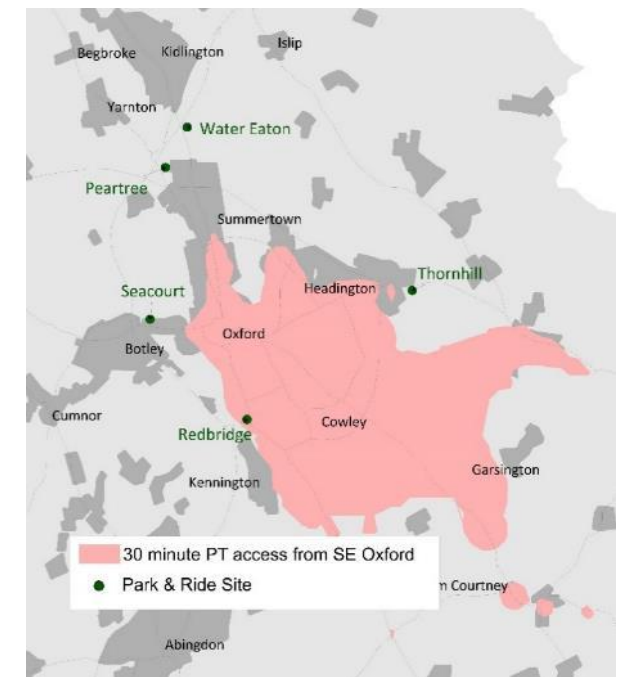 Islip
Begbroke
Kidlington
Yarnton
Water Eaton
Peartree
Summertown
Thornhill
Headington
Seacourt
Oxford
Botley
Cumnor
Cowley
Redbridge
Garsington
Kennington
30 minute PT access from SE Oxford
Park & Ride Site
m Courtney
Abingdon